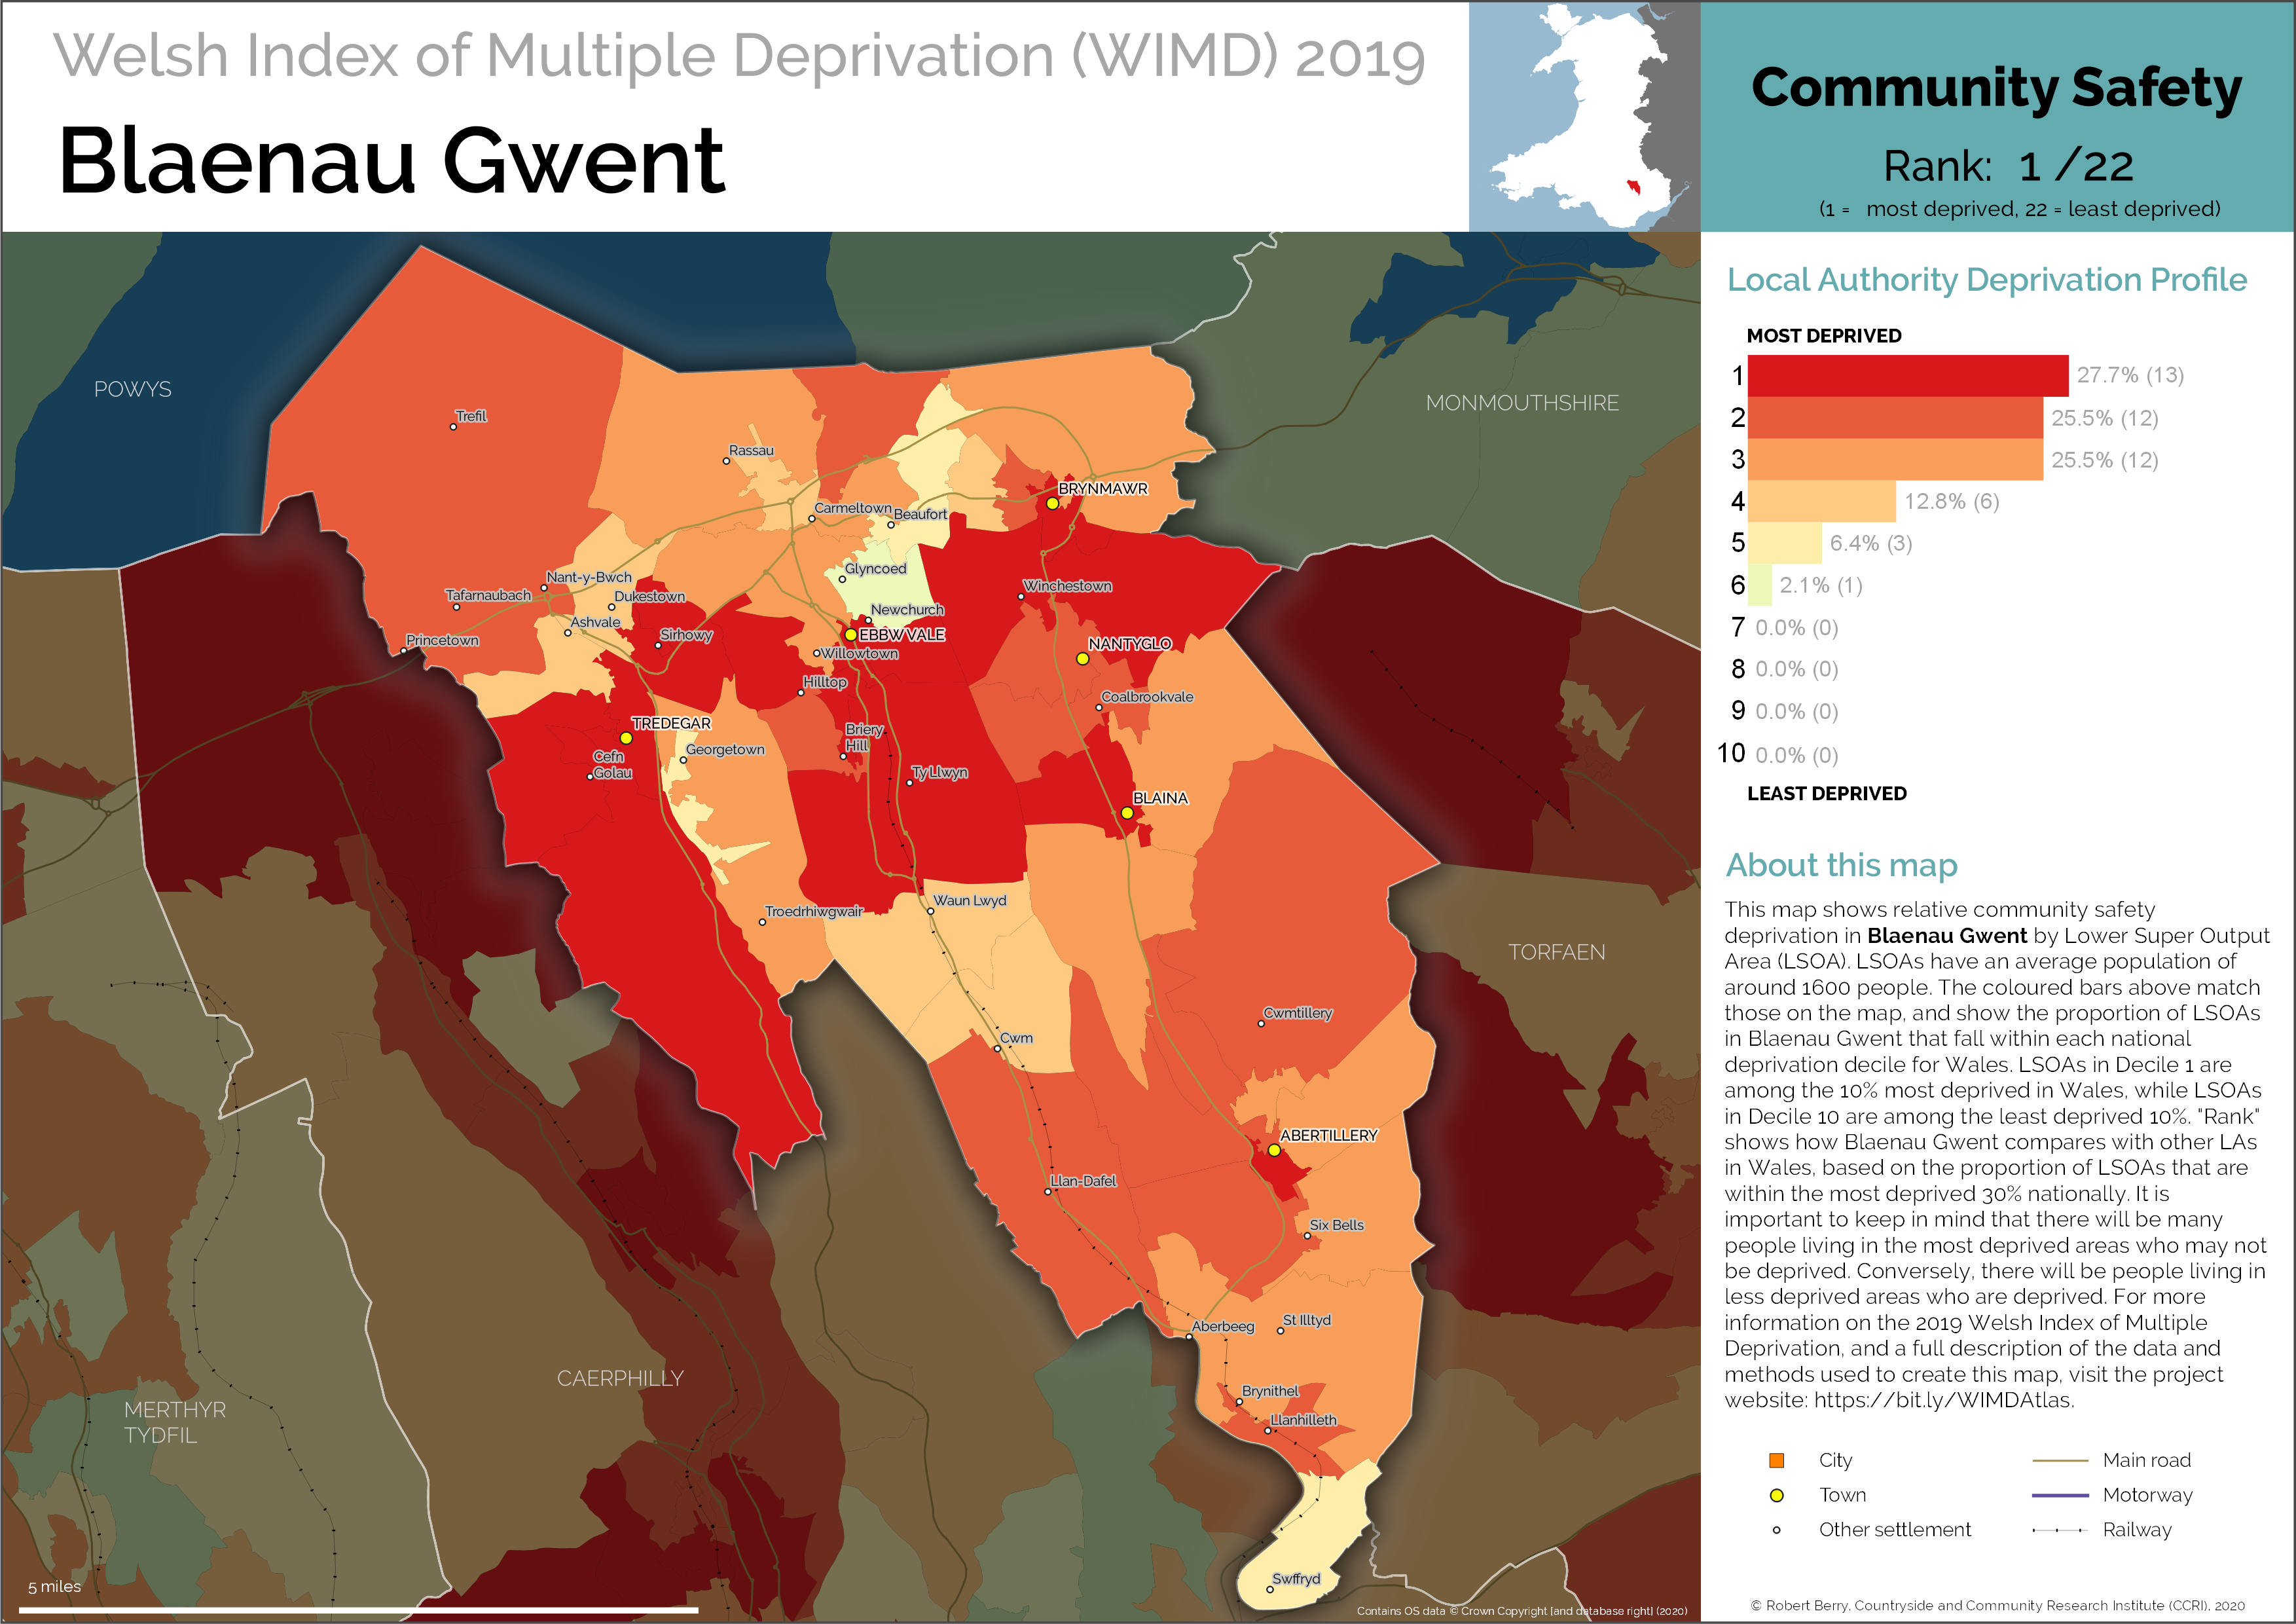 Welsh Index of Multiple Deprivation (WIMD) 2019
Blaenau Gwent
Community Safety
Rank: 1 /22
(1 = most deprived, 22 = least deprived)
POWYS
MONMOUTHSHIRE
Trefil
Rassau
BRYNMAWR
Carmeltown
Beaufort
Glyncoed
Nant-y-Bwch
Winchestown
Tafarnaubach
Dukestown
Newchurch
Ashvale
Sirhowy
EBBW VALE
Princetown
Willowtown
NANTYGLO
Hilltop
Coalbrookvale
TREDEGAR
Briery
Hill
Georgetown
Cefn
Golau
Ty Llwyn
BLAINA
Troedrhiwgwair
Waun Lwyd
TORFAEN
Cwmtillery
Cwm
ABERTILLERY
Llan-Dafel
Six Bells
Aberbeeg
St Illtyd
CAERPHILLY
Brynithel
Llanhilleth
MERTHYR
TYDFIL
Swffryd
5 miles
Contains OS data © Crown Copyright [and database right] (2020)
Local Authority Deprivation Profile
MOST DEPRIVED
1 27.7% (13)
2 25.5% (12)
3 25.5% (12)
4 12.8% (6)
5 6.4% (3)
6 2.1% (1)
7 0.0% (0)
8 0.0% (0)
9 0.0% (0)
10 0.0% (0)
LEAST DEPRIVED
About this map
This map shows relative community safety
deprivation in Blaenau Gwent by Lower Super Output
Area (LSOA). LSOAs have an average population of
around 1600 people. The coloured bars above match
those on the map, and show the proportion of LSOAs
in Blaenau Gwent that fall within each national
deprivation decile for Wales. LSOAs in Decile 1 are
among the 10% most deprived in Wales, while LSOAs
in Decile 10 are among the least deprived 10%. "Rank"
shows how Blaenau Gwent compares with other LAs
in Wales, based on the proportion of LSOAs that are
within the most deprived 30% nationally. It is
important to keep in mind that there will be many
people living in the most deprived areas who may not
be deprived. Conversely, there will be people living in
less deprived areas who are deprived. For more
information on the 2019 Welsh Index of Multiple
Deprivation, and a full description of the data and
methods used to create this map, visit the project
website: https://bit.ly/WIMDAtlas.
City
Town
Other settlement
Main road
Motorway
Railway
© Robert Berry, Countryside and Community Research Institute (CCRI), 2020